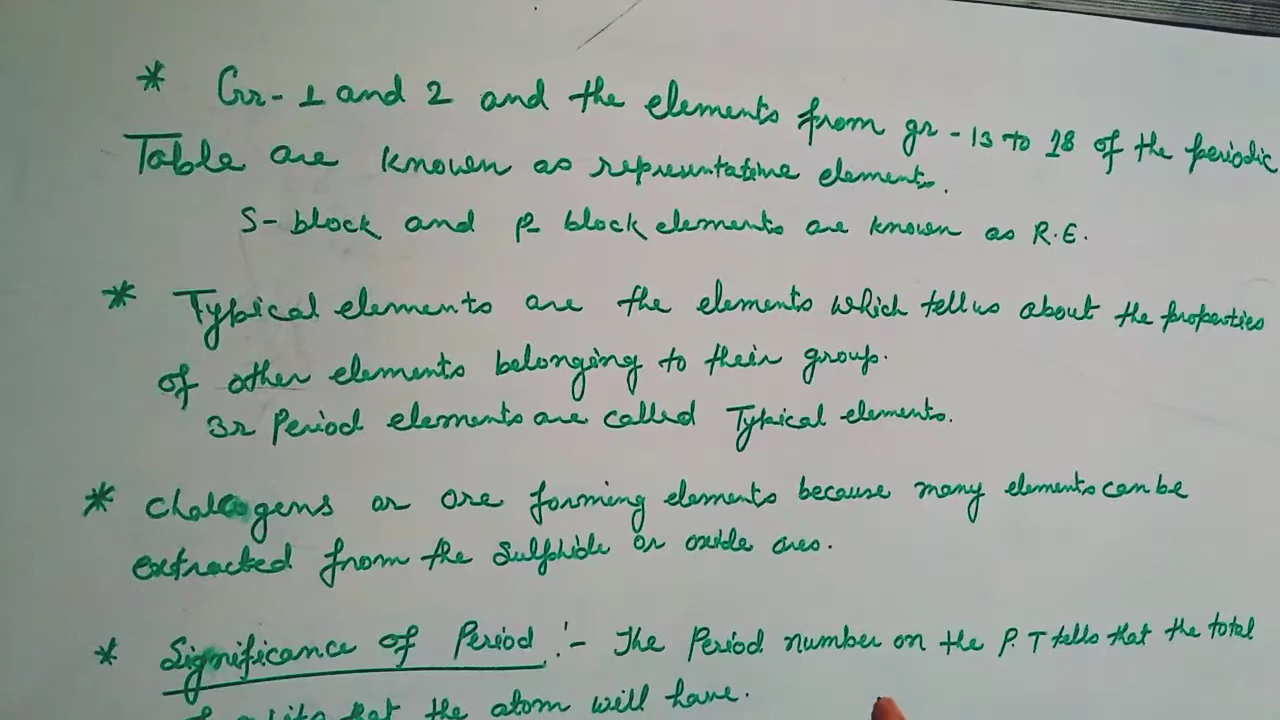 * Gr-1 and 2 and the elements from gr-13 to 18 of the periodic
Table are known as representative elements.
S-block and p block elements are known as R.E.
* Typical elements are the elements which tell us about the properties
of other elements belonging to their group.
Period elements are called Typical elements.
* Chalcogens or ore forming elements because many elements can be
extracted from the sulphide or oxide ores.
* Significance of Period :- The Period number on the P.T tells that the total
that the atom will have.